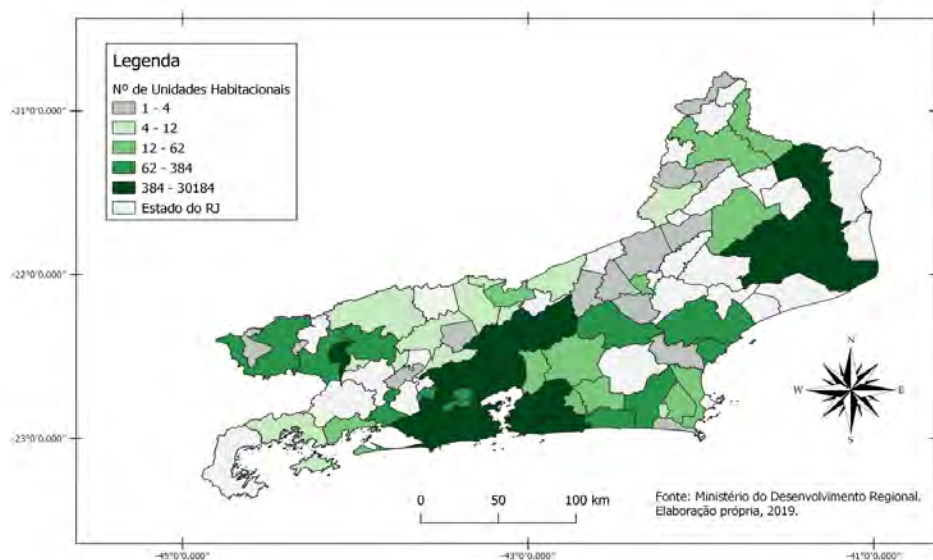 Legenda
Nº de Unidades Habitacionais
1 - 4
4 - 12
12 - 62
62 - 384
384 - 30184
Estado do RJ
-21°0'0.000"
-22°0'0.000"
-23°0'0.000"
N
W
E
S
0 50 100 km
Fonte: Ministério do Desenvolvimento Regional.
Elaboração própria, 2019.
-45°0'0.000"
-43°0'0.000"
-41°0'0.000"